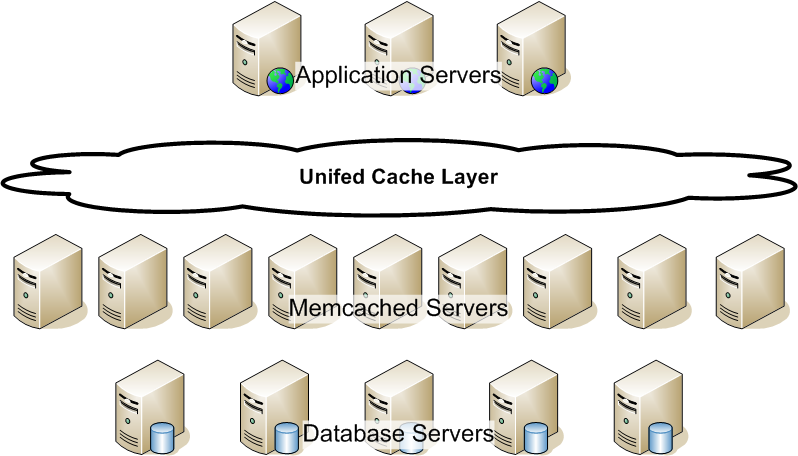 Application Servers
Unifed Cache Layer
Memcached Servers
Database Servers